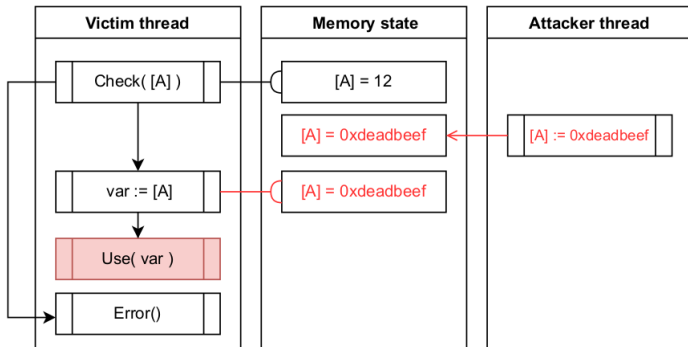 Victim thread
Memory state
Attacker thread
Check( [A] )
[A] = 12
[A] = 0xdeadbeef
[A] := 0xdeadbeef
var := [A]
[A] = 0xdeadbeef
Use( var )
Error()